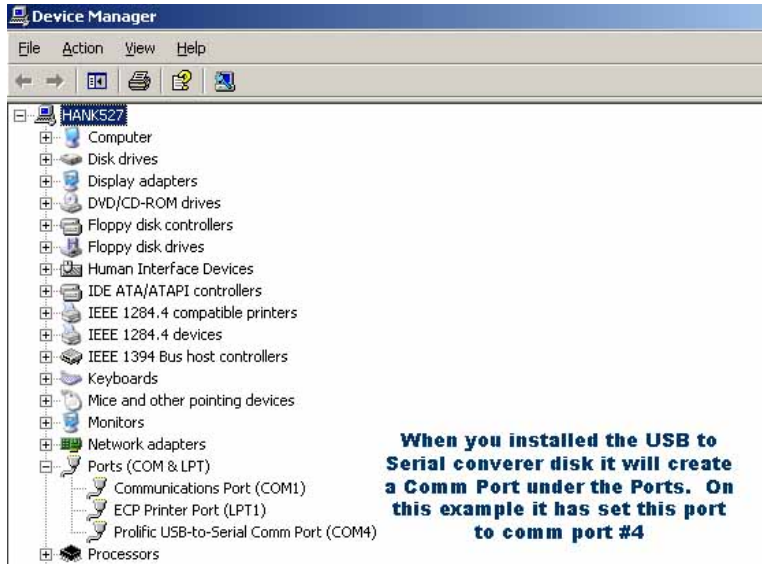 Device Manager
File Action View Help
HANK527
Computer
Disk drives
Display adapters
DVD/CD-ROM drives
Floppy disk controllers
Floppy disk drives
Human Interface Devices
IDE ATA/ATAPI controllers
IEEE 1284.4 compatible printers
IEEE 1284.4 devices
IEEE 1394 Bus host controllers
Keyboards
Mice and other pointing devices
Monitors
Network adapters
Ports (COM & LPT)
Communications Port (COM1)
ECP Printer Port (LPT1)
Prolific USB-to-Serial Comm Port (COM4)
Processors
When you installed the USB to
Serial converer disk it will create
a Comm Port under the Ports. On
this example it has set this port
to comm port #4